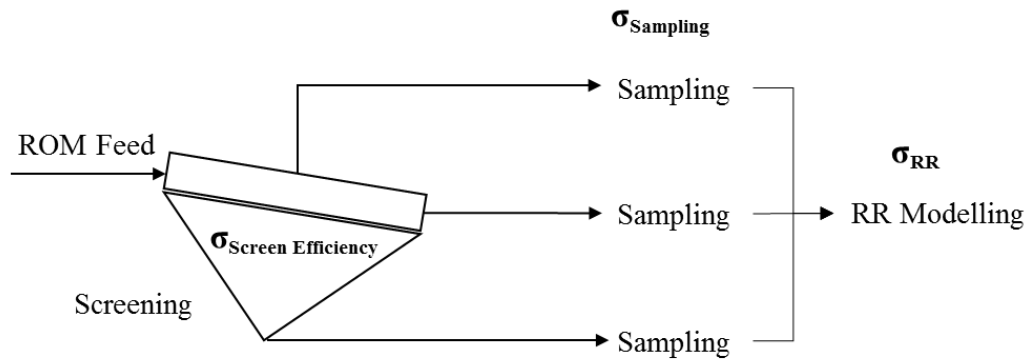 σSampling
Sampling
ROM Feed
σRR
Sampling
RR Modelling
σScreen Efficiency
Screening
Sampling